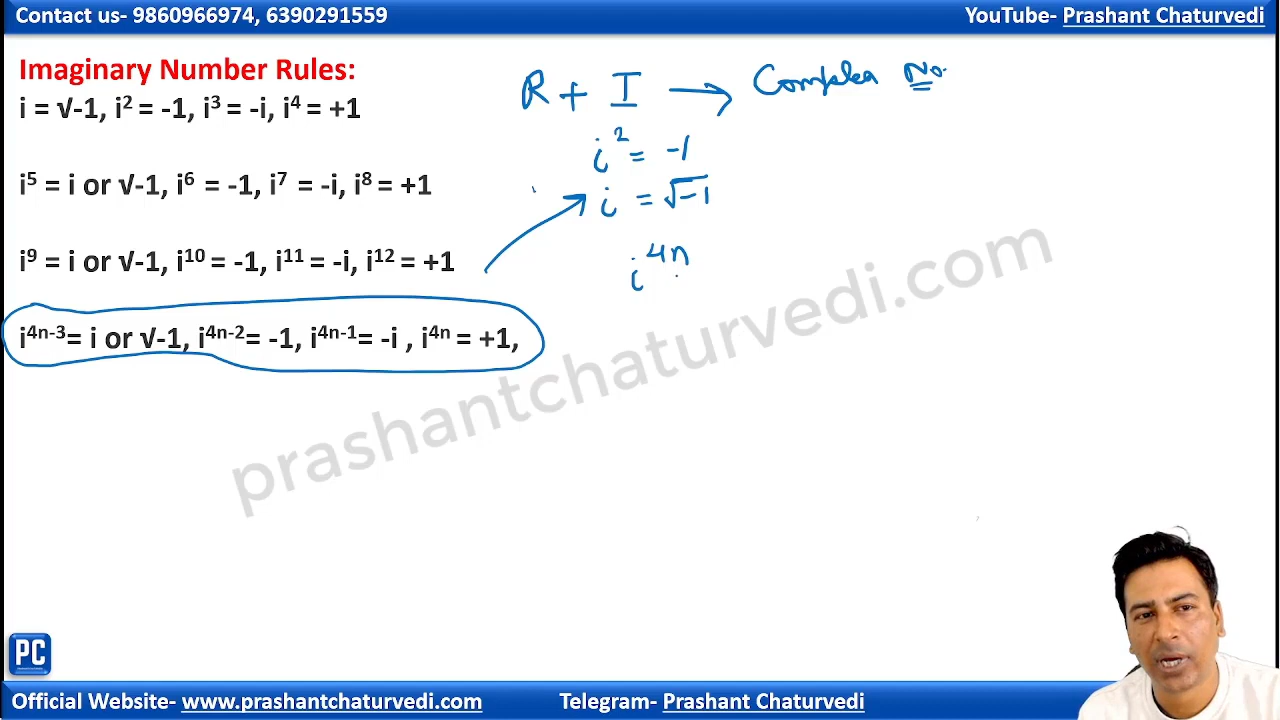 Contact us- 9860966974, 6390291559
YouTube- Prashant Chaturvedi
Imaginary Number Rules:
i = √-1, i² = -1, i³ = -i, i⁴ = +1
i⁵ = i or √-1, i⁶ = -1, i⁷ = -i, i⁸ = +1
i⁹ = i or √-1, i¹⁰ = -1, i¹¹ = -i, i¹² = +1
i⁴ⁿ⁻³= i or √-1, i⁴ⁿ⁻²= -1, i⁴ⁿ⁻¹= -i , i⁴ⁿ = +1,
R + I → Complex No.
i² = -1
i = √-1
i⁴ⁿ
prashantchaturvedi.com
PC
Official Website- www.prashantchaturvedi.com
Telegram- Prashant Chaturvedi